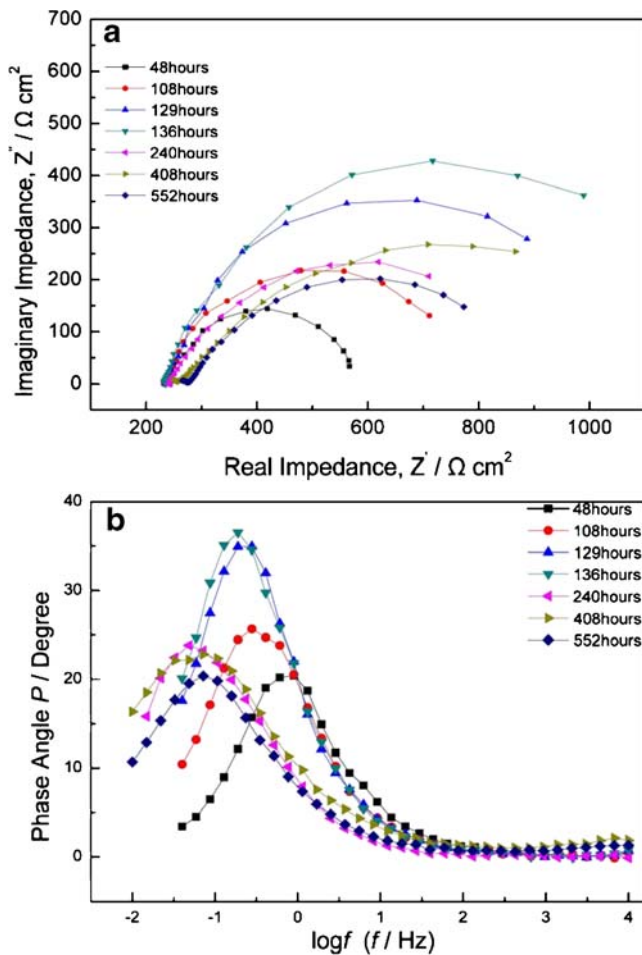 a
700
600
500
400
300
200
100
0
Imaginary Impedance, Z" / Ω cm²
48hours
108hours
129hours
136hours
240hours
408hours
552hours
200 400 600 800 1000
Real Impedance, Z' / Ω cm²
b
40
30
20
10
0
Phase Angle P / Degree
48hours
108hours
129hours
136hours
240hours
408hours
552hours
-2 -1 0 1 2 3 4
logf (f / Hz)